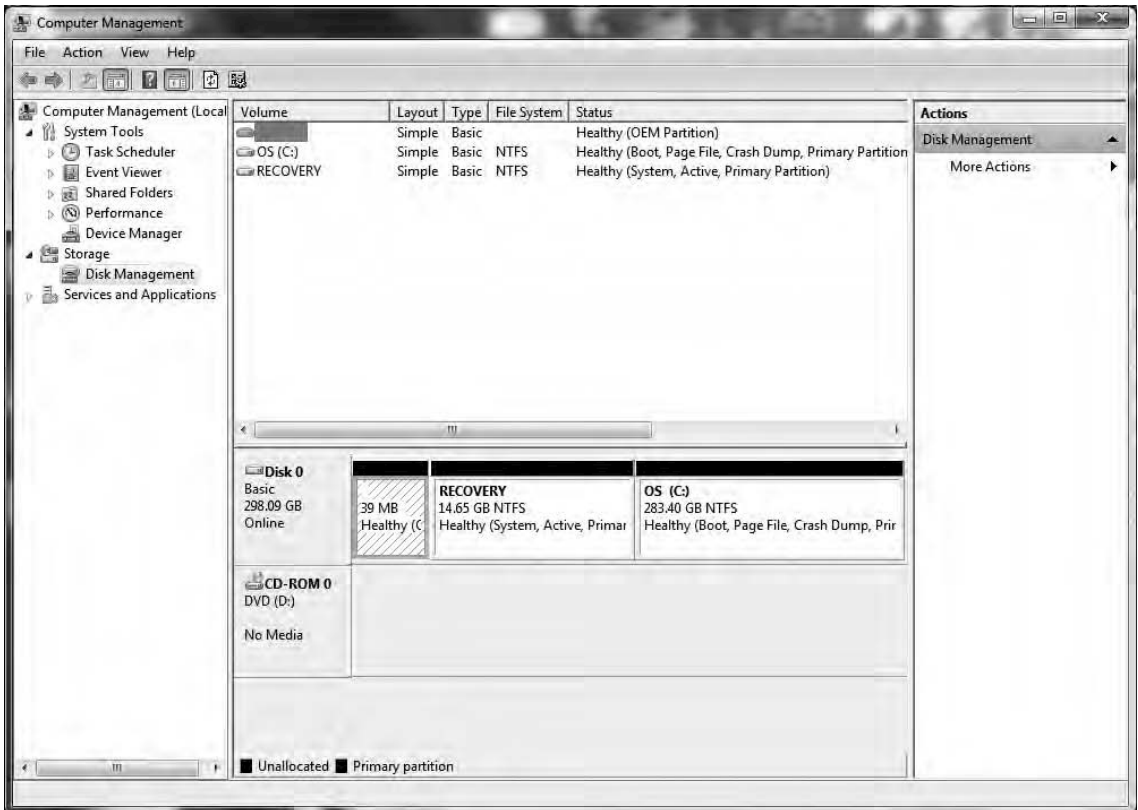 Computer Management
File Action View Help
Computer Management (Local
System Tools
Task Scheduler
Event Viewer
Shared Folders
Performance
Device Manager
Storage
Disk Management
Services and Applications
Volume Layout Type File System Status
Simple Basic Healthy (OEM Partition)
OS (C:) Simple Basic NTFS Healthy (Boot, Page File, Crash Dump, Primary Partition
RECOVERY Simple Basic NTFS Healthy (System, Active, Primary Partition)
Disk 0
Basic
298.09 GB
Online
39 MB
Healthy (O
RECOVERY
14.65 GB NTFS
Healthy (System, Active, Primar
OS (C:)
283.40 GB NTFS
Healthy (Boot, Page File, Crash Dump, Prir
CD-ROM 0
DVD (D:)
No Media
Unallocated Primary partition
Actions
Disk Management
More Actions